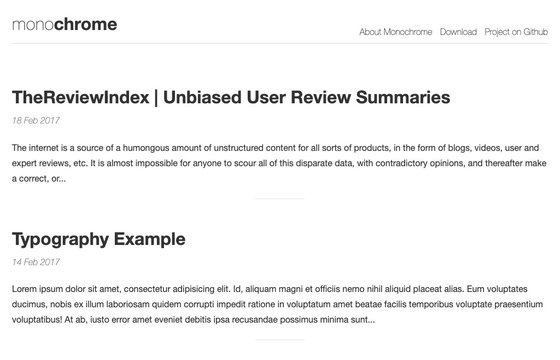 monochrome
About Monochrome Download Project on Github
TheReviewIndex | Unbiased User Review Summaries
18 Feb 2017
The internet is a source of a humongous amount of unstructured content for all sorts of products, in the form of blogs, videos, user and
expert reviews, etc. It is almost impossible for anyone to scour all of this disparate data, with contradictory opinions, and thereafter make
a correct, or...
Typography Example
14 Feb 2017
Lorem ipsum dolor sit amet, consectetur adipisicing elit. Id, aliquam magni et officiis nemo nihil aliquid placeat alias. Eum voluptates
ducimus, nobis ex illum laboriosam quidem corrupti impedit ratione in voluptatum amet beatae facilis temporibus voluptate praesentium
voluptatibus! At ab, iusto error amet eveniet debitis ipsa recusandae possimus minima sunt...